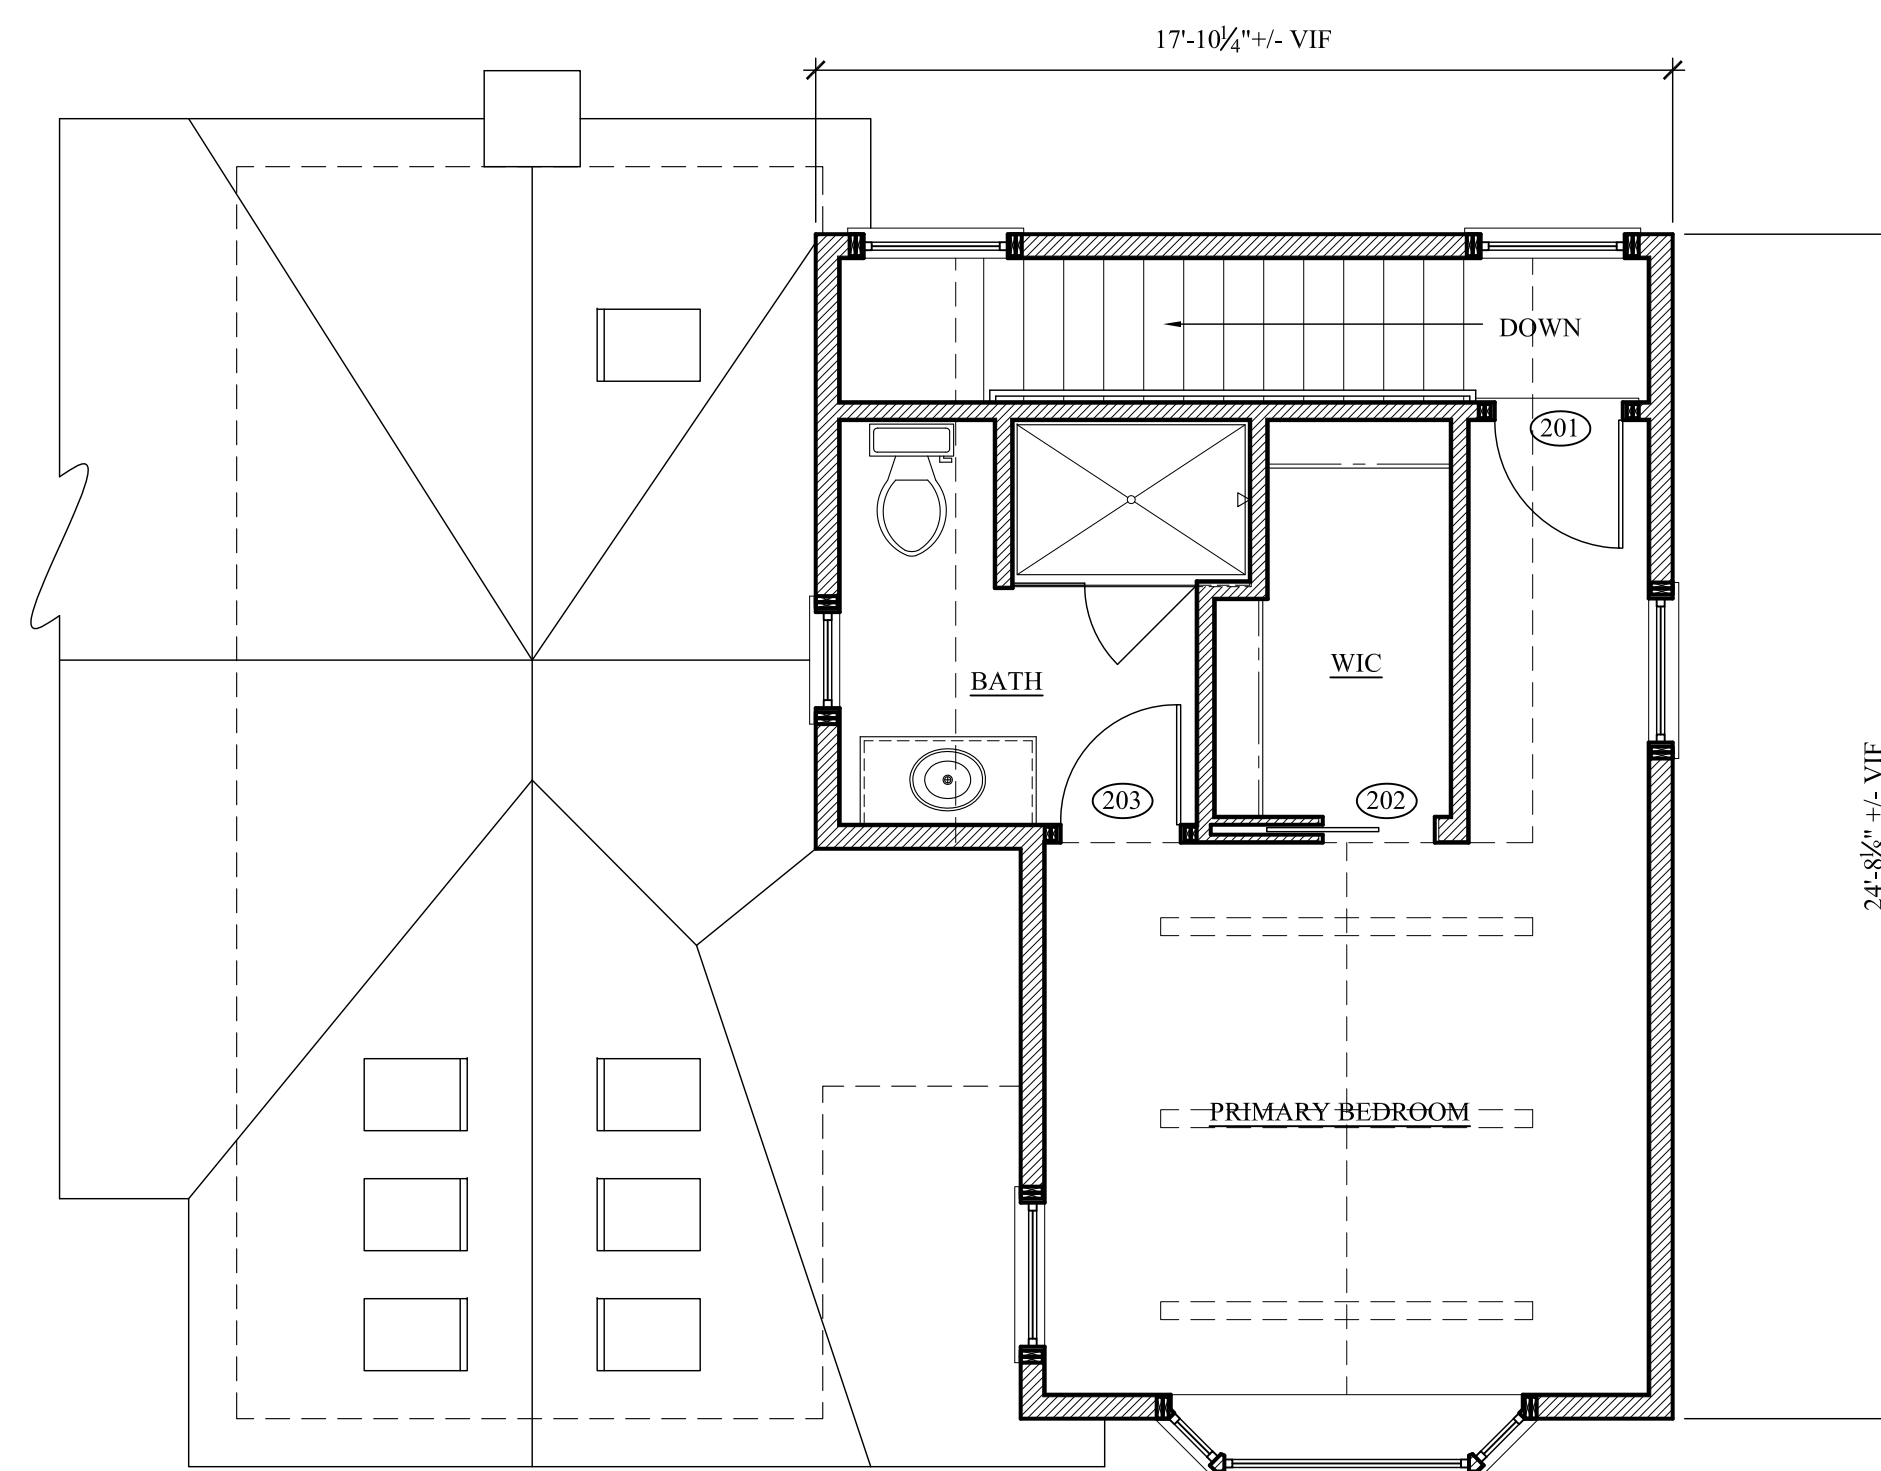 17'-10¼"+/- VIF
DOWN
201
WIC
BATH
203
202
24'-8⅛" +/- VIF
PRIMARY BEDROOM